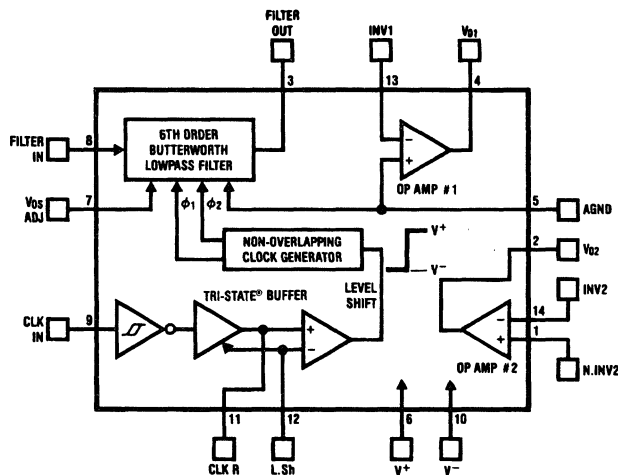 FILTER
OUT
INV1
V01
3
13
4
FILTER
IN
8
6TH ORDER
BUTTERWORTH
LOWPASS FILTER
−
+
OP AMP #1
VOS
ADJ
7
ϕ1
ϕ2
5
AGND
NON-OVERLAPPING
CLOCK GENERATOR
V+
V−
2
V02
LEVEL
SHIFT
TRI-STATE® BUFFER
INV2
CLK
IN
9
+
−
−
+
14
1
OP AMP #2
N.INV2
11
12
6
10
CLK R
L.Sh
V+
V−